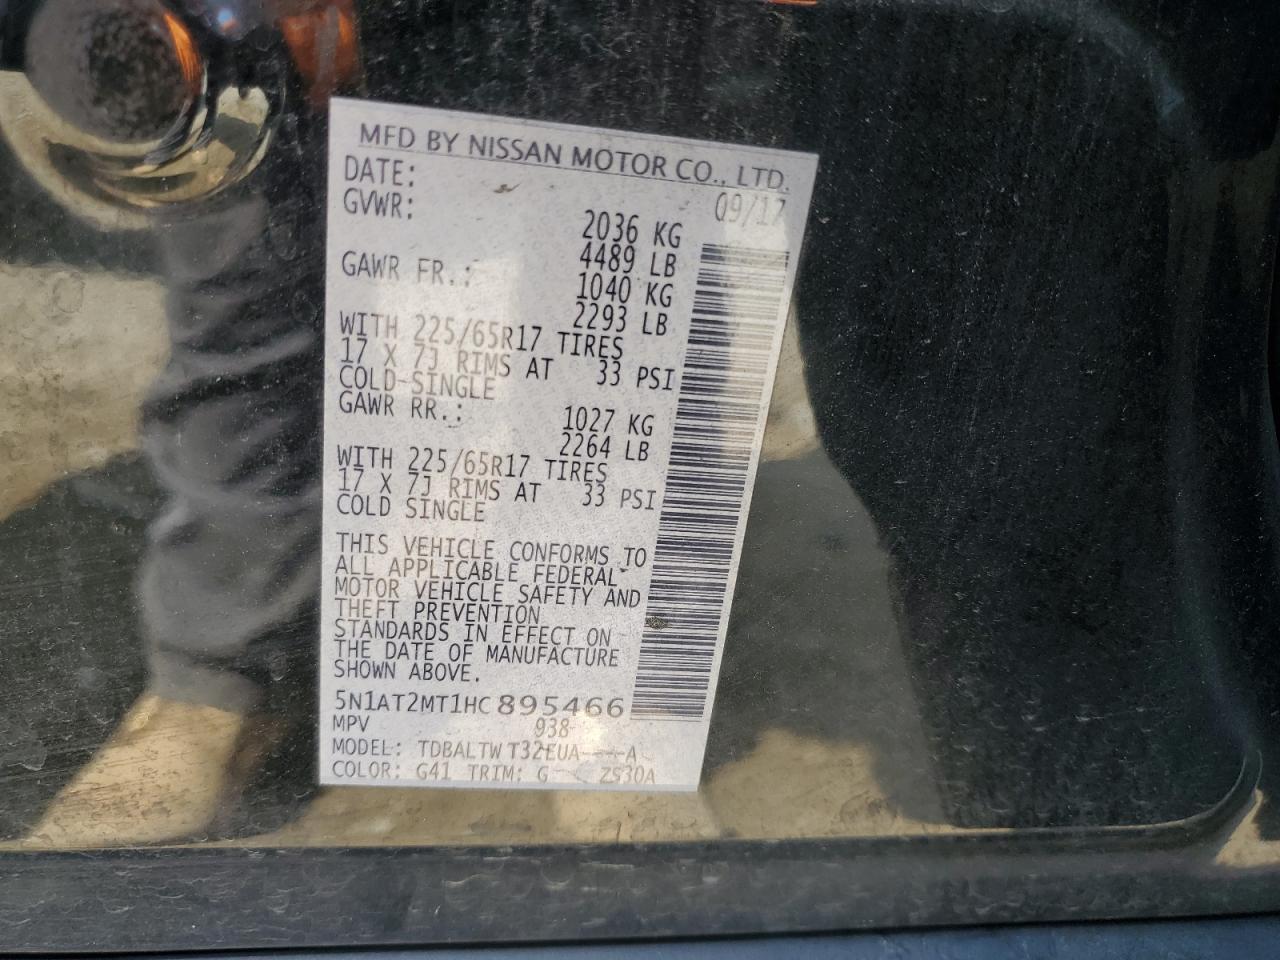 MFD BY NISSAN MOTOR CO., LTD.
DATE: 09/17
GVWR: 2036 KG
4489 LB
GAWR FR.: 1040 KG
2293 LB
WITH 225/65R17 TIRES
17 X 7J RIMS AT 33 PSI
COLD SINGLE
GAWR RR.: 1027 KG
2264 LB
WITH 225/65R17 TIRES
17 X 7J RIMS AT 33 PSI
COLD SINGLE
THIS VEHICLE CONFORMS TO
ALL APPLICABLE FEDERAL
MOTOR VEHICLE SAFETY AND
THEFT PREVENTION
STANDARDS IN EFFECT ON
THE DATE OF MANUFACTURE
SHOWN ABOVE.
5N1AT2MT1HC895466
MPV 938
MODEL: TDBALTW T32EUA---A-
COLOR: G41 TRIM: G ZS30A